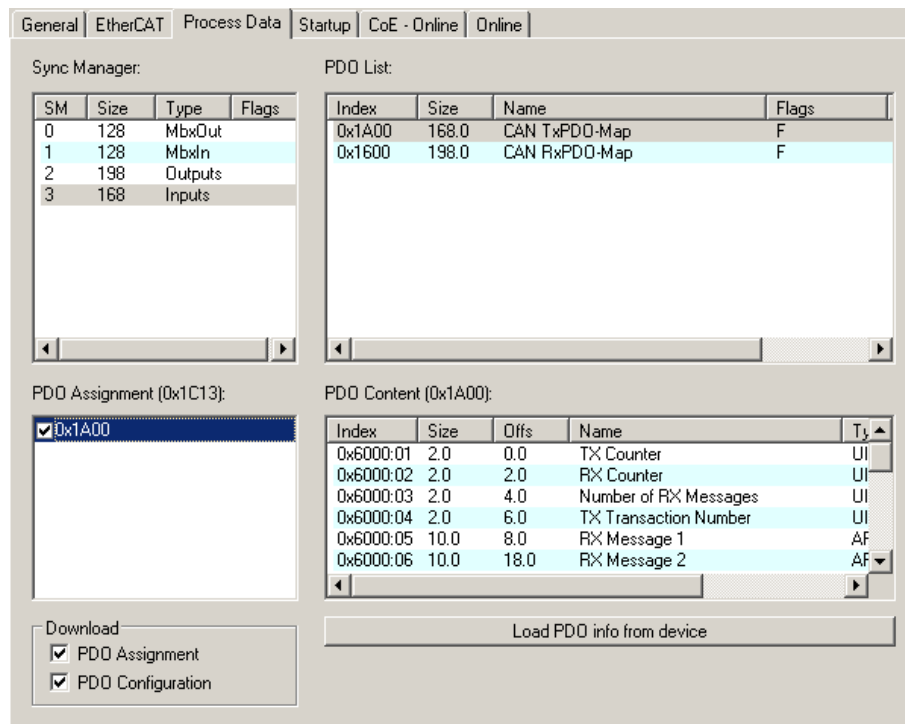 General EtherCAT Process Data Startup CoE - Online Online
Sync Manager:
SM Size Type Flags
0 128 MbxOut
1 128 MbxIn
2 198 Outputs
3 168 Inputs
PDO List:
Index Size Name Flags
0x1A00 168.0 CAN TxPDO-Map F
0x1600 198.0 CAN RxPDO-Map F
PDO Assignment (0x1C13):
0x1A00
PDO Content (0x1A00):
Index Size Offs Name
0x6000:01 2.0 0.0 TX Counter UI
0x6000:02 2.0 2.0 RX Counter UI
0x6000:03 2.0 4.0 Number of RX Messages UI
0x6000:04 2.0 6.0 TX Transaction Number UI
0x6000:05 10.0 8.0 RX Message 1
0x6000:06 10.0 18.0 RX Message 2
Download
PDO Assignment
PDO Configuration
Load PDO info from device